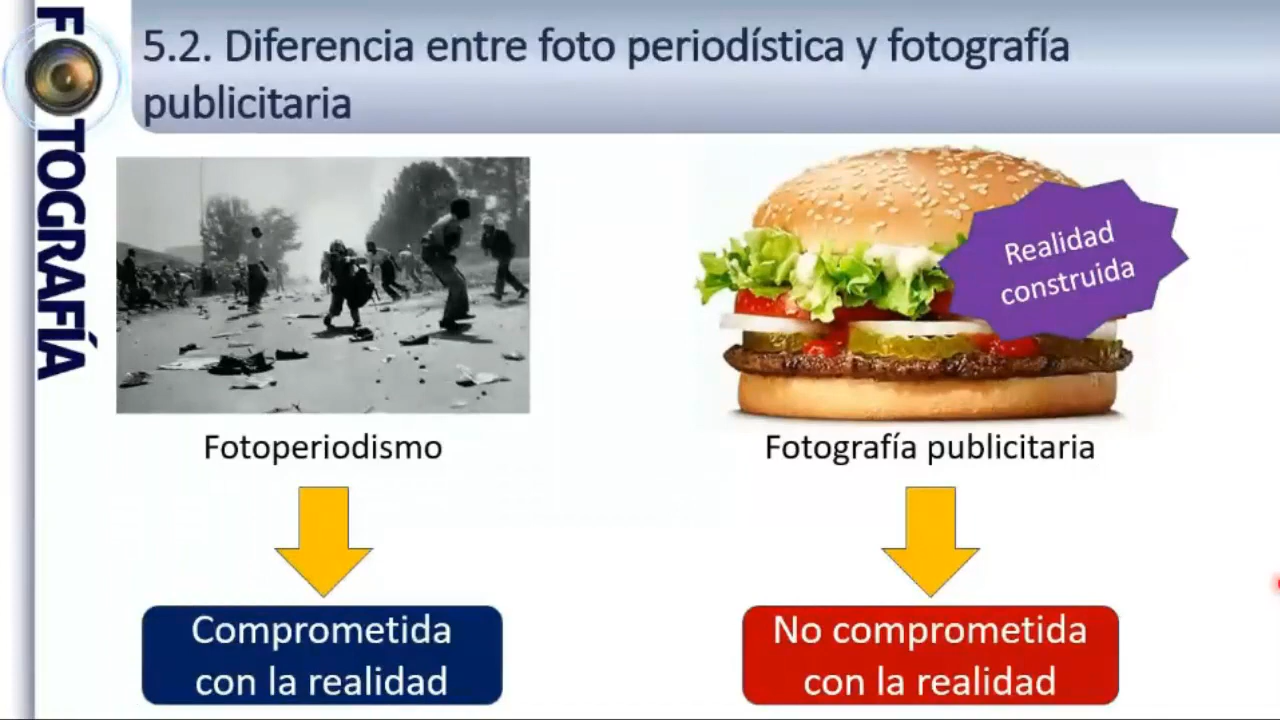 FOTOGRAFÍA
5.2. Diferencia entre foto periodística y fotografía
publicitaria
Realidad
construida
Fotoperiodismo
Fotografía publicitaria
Comprometida
con la realidad
No comprometida
con la realidad